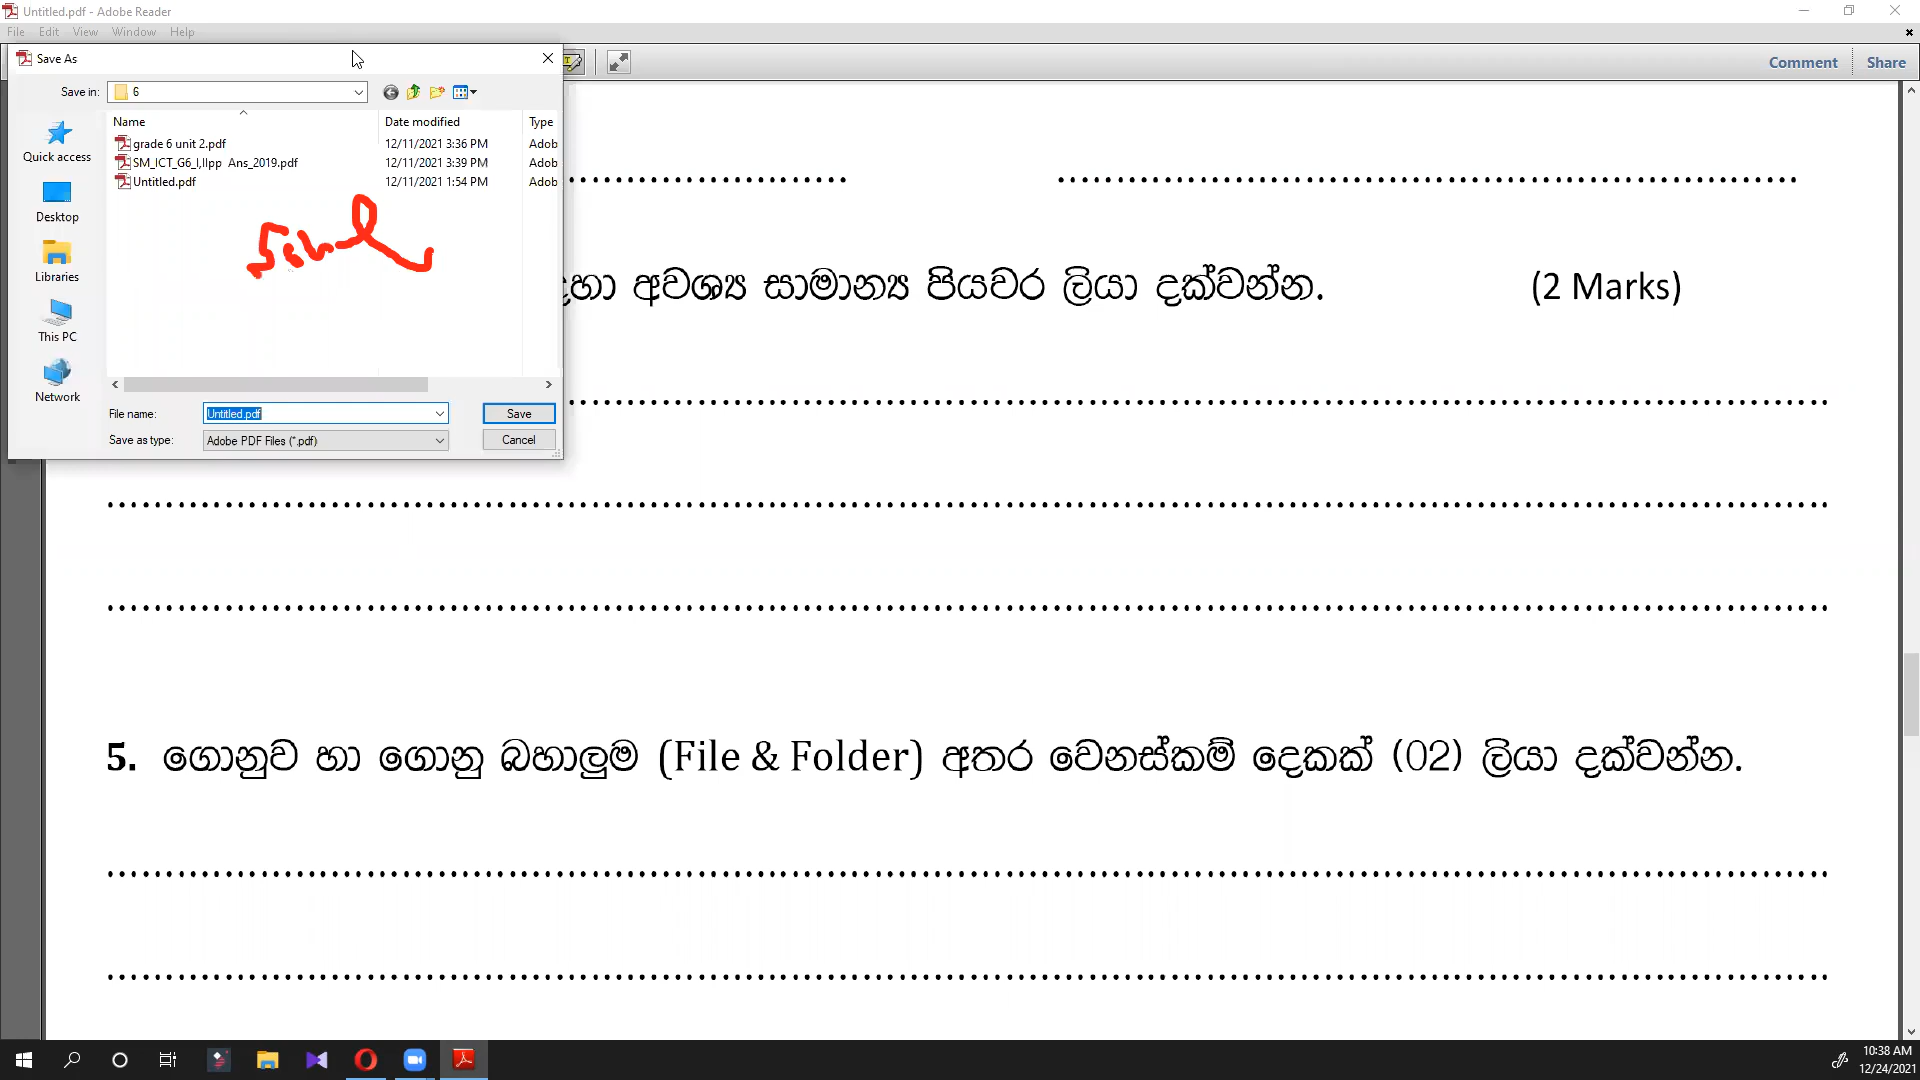 Untitled.pdf - Adobe Reader
File Edit View Window Help
Save As
Comment Share
Save in: 6
Name Date modified Type
grade 6 unit 2.pdf 12/11/2021 3:36 PM Adob
SM_ICT_G6_I,IIpp Ans_2019.pdf 12/11/2021 3:39 PM Adob
Untitled.pdf 12/11/2021 1:54 PM Adob
Quick access
Desktop
Libraries
This PC
Network
File name: Untitled.pdf Save
Save as type: Adobe PDF Files (*.pdf) Cancel
අවශ්‍ය සාමාන්‍ය පියවර ලියා දක්වන්න. (2 Marks)
5. ගොනුව හා ගොනු බහාලුම (File & Folder) අතර වෙනස්කම් දෙකක් (02) ලියා දක්වන්න.
10:38 AM
12/24/2021